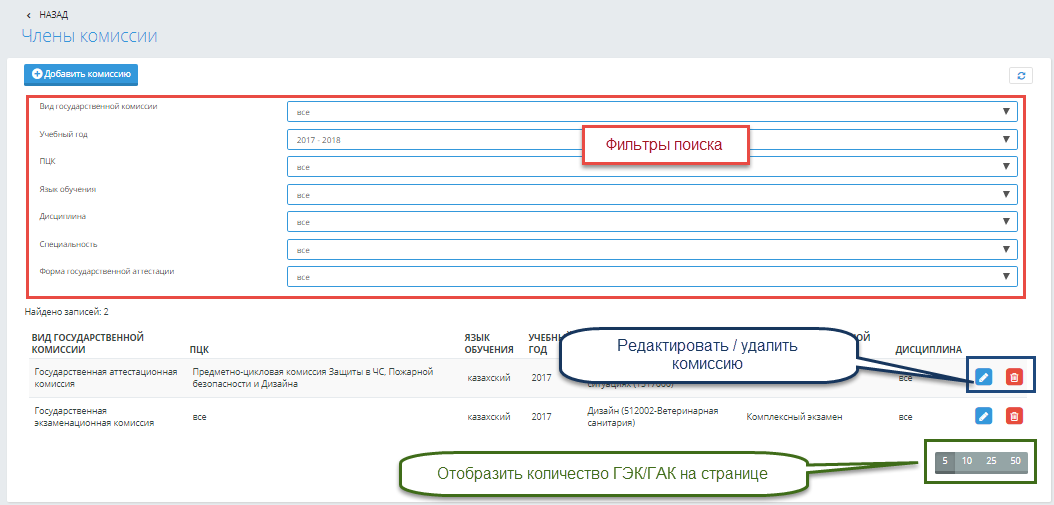 НАЗАД
Члены комиссии
Добавить комиссию
Вид государственной комиссии
все
Учебный год
2017 - 2018
Фильтры поиска
ПЦК
все
Язык обучения
все
Дисциплина
все
Специальность
все
Форма государственной аттестации
все
Найдено записей: 2
ВИД ГОСУДАРСТВЕННОЙ КОМИССИИ
ПЦК
ЯЗЫК ОБУЧЕНИЯ
ГОД
ДИСЦИПЛИНА
Редактировать / удалить
комиссию
Государственная аттестационная
комиссия
Предметно-цикловая комиссия Защиты в ЧС, Пожарной
безопасности и Дизайна
казахский
2017
все
Государственная
экзаменационная комиссия
все
казахский
2017
Дизайн (512002-Ветеринарная
санитария)
Комплексный экзамен
все
5 10 25 50
Отобразить количество ГЭК/ГАК на странице